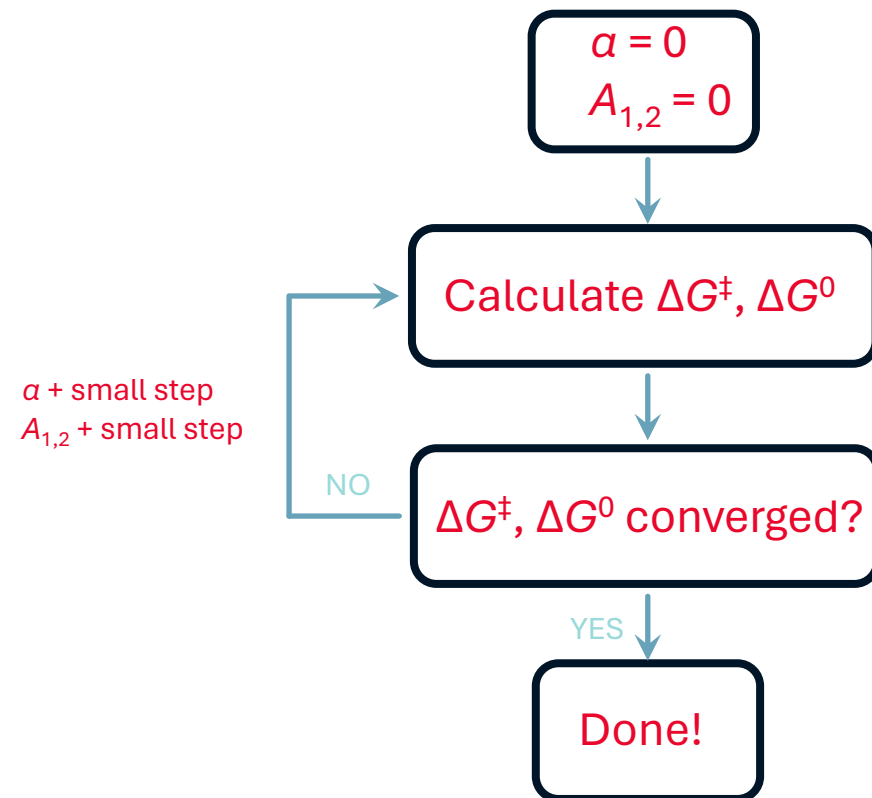 α = 0
A₁,₂ = 0
Calculate ΔG‡, ΔG⁰
α + small step
A₁,₂ + small step
NO
ΔG‡, ΔG⁰ converged?
YES
Done!